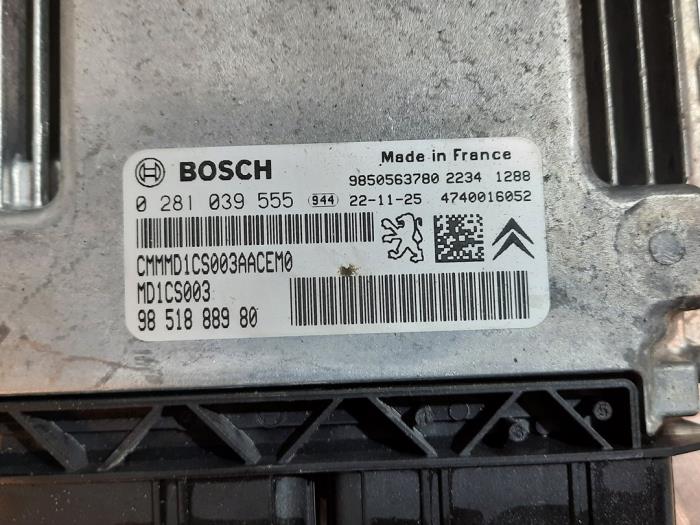 BOSCH
Made in France
9850563780 2234 1288
0 281 039 555 944 22-11-25 4740016052
CMMMD1CS003AACEM0
MD1CS003
98 518 889 80